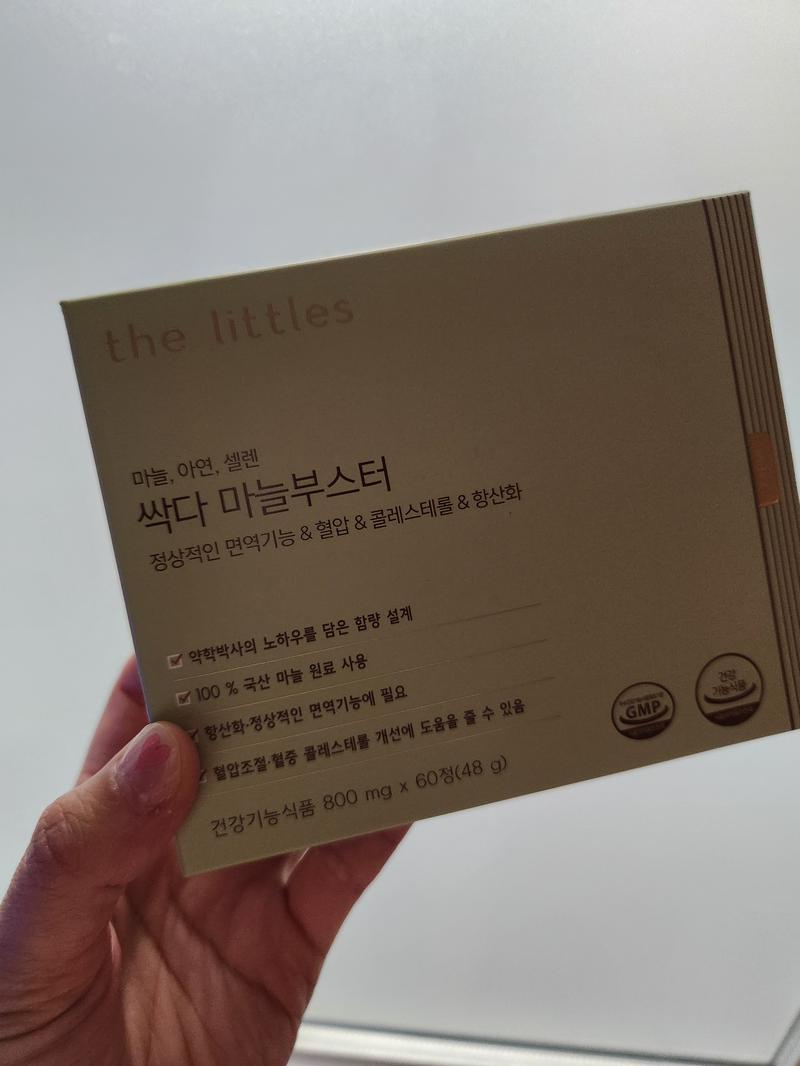 the littles
마늘, 아연, 셀렌
싹다 마늘부스터
정상적인 면역기능 & 혈압 & 콜레스테롤 & 항산화
약학박사의 노하우를 담은 함량 설계
100 % 국산 마늘 원료 사용
항산화·정상적인 면역기능에 필요
혈압조절·혈중 콜레스테롤 개선에 도움을 줄 수 있음
건강기능식품 800 mg x 60정(48 g)
GMP
건강
기능식품